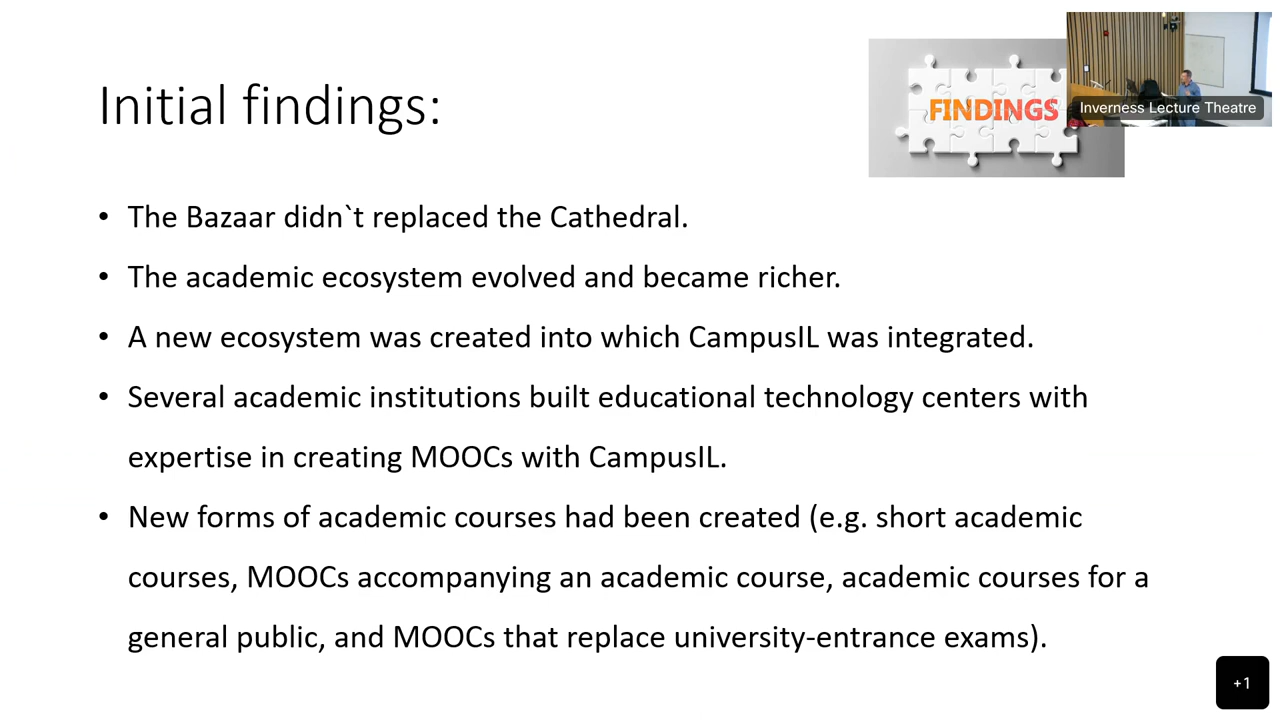 Initial findings:
FINDINGS
Inverness Lecture Theatre
• The Bazaar didn`t replaced the Cathedral.
• The academic ecosystem evolved and became richer.
• A new ecosystem was created into which CampusIL was integrated.
• Several academic institutions built educational technology centers with
expertise in creating MOOCs with CampusIL.
• New forms of academic courses had been created (e.g. short academic
courses, MOOCs accompanying an academic course, academic courses for a
general public, and MOOCs that replace university-entrance exams).
+1